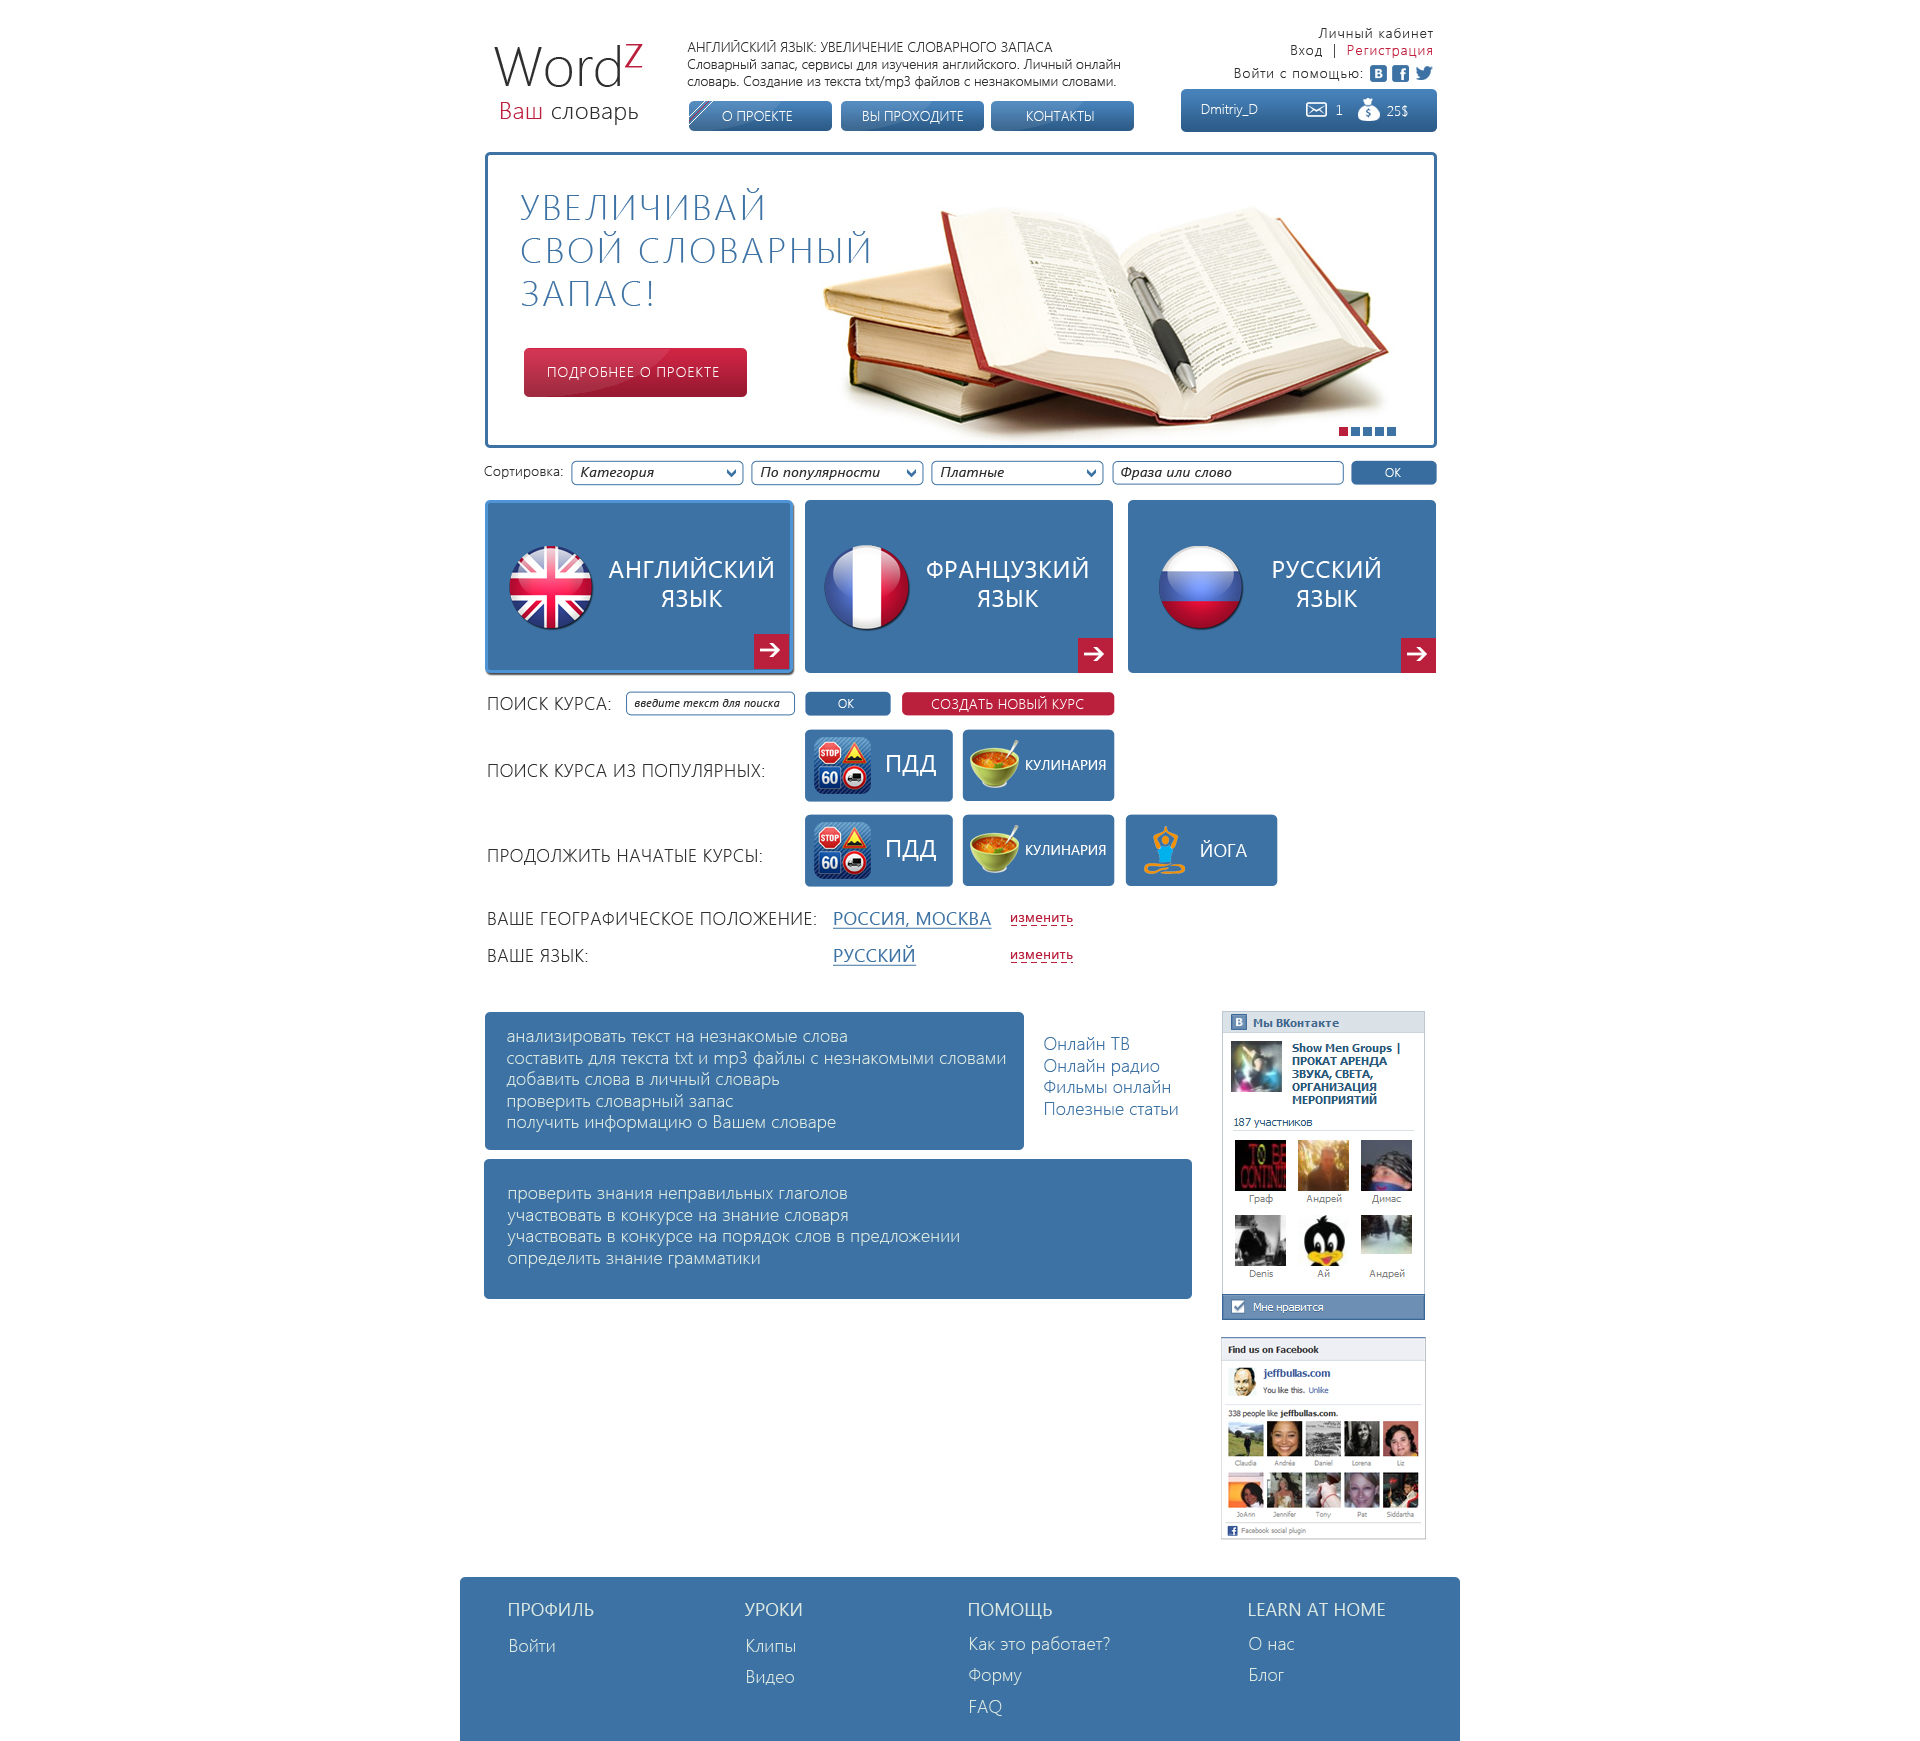 WordZ
Ваш словарь
АНГЛИЙСКИЙ ЯЗЫК: УВЕЛИЧЕНИЕ СЛОВАРНОГО ЗАПАСА
Словарный запас, сервисы для изучения английского. Личный онлайн
словарь. Создание из текста txt/mp3 файлов с незнакомыми словами.
О ПРОЕКТЕ
ВЫ ПРОХОДИТЕ
КОНТАКТЫ
Личный кабинет
Вход | Регистрация
Войти с помощью:
Dmitriy_D 1 25$
УВЕЛИЧИВАЙ
СВОЙ СЛОВАРНЫЙ
ЗАПАС!
ПОДРОБНЕЕ О ПРОЕКТЕ
Сортировка: Категория По популярности Платные Фраза или слово ОК
АНГЛИЙСКИЙ
ЯЗЫК
ФРАНЦУЗКИЙ
ЯЗЫК
РУССКИЙ
ЯЗЫК
ПОИСК КУРСА: введите текст для поиска ОК СОЗДАТЬ НОВЫЙ КУРС
ПОИСК КУРСА ИЗ ПОПУЛЯРНЫХ:
STOP
60
ПДД
КУЛИНАРИЯ
ПРОДОЛЖИТЬ НАЧАТЫЕ КУРСЫ:
STOP
60
ПДД
КУЛИНАРИЯ
ЙОГА
ВАШЕ ГЕОГРАФИЧЕСКОЕ ПОЛОЖЕНИЕ: РОССИЯ, МОСКВА изменить
ВАШЕ ЯЗЫК: РУССКИЙ изменить
анализировать текст на незнакомые слова
составить для текста txt и mp3 файлы с незнакомыми словами
добавить слова в личный словарь
проверить словарный запас
получить информацию о Вашем словаре
Онлайн ТВ
Онлайн радио
Фильмы онлайн
Полезные статьи
проверить знания неправильных глаголов
участвовать в конкурсе на знание словаря
участвовать в конкурсе на порядок слов в предложении
определить знание грамматики
В Мы ВКонтакте
Show Men Groups |
ПРОКАТ АРЕНДА
ЗВУКА, СВЕТА,
ОРГАНИЗАЦИЯ
МЕРОПРИЯТИЙ
187 участников
TO BE
CONTINUE
Граф Андрей Димас
Denis Ай Андрей
Мне нравится
Find us on Facebook
jeffbullas.com
You like this. Unlike
338 people like jeffbullas.com.
Claudia Andréa Daniel Lorena Liz
JoAnn Jennifer Tony Pat Siddartha
Facebook social plugin
ПРОФИЛЬ
Войти
УРОКИ
Клипы
Видео
ПОМОЩЬ
Как это работает?
Форму
FAQ
LEARN AT HOME
О нас
Блог